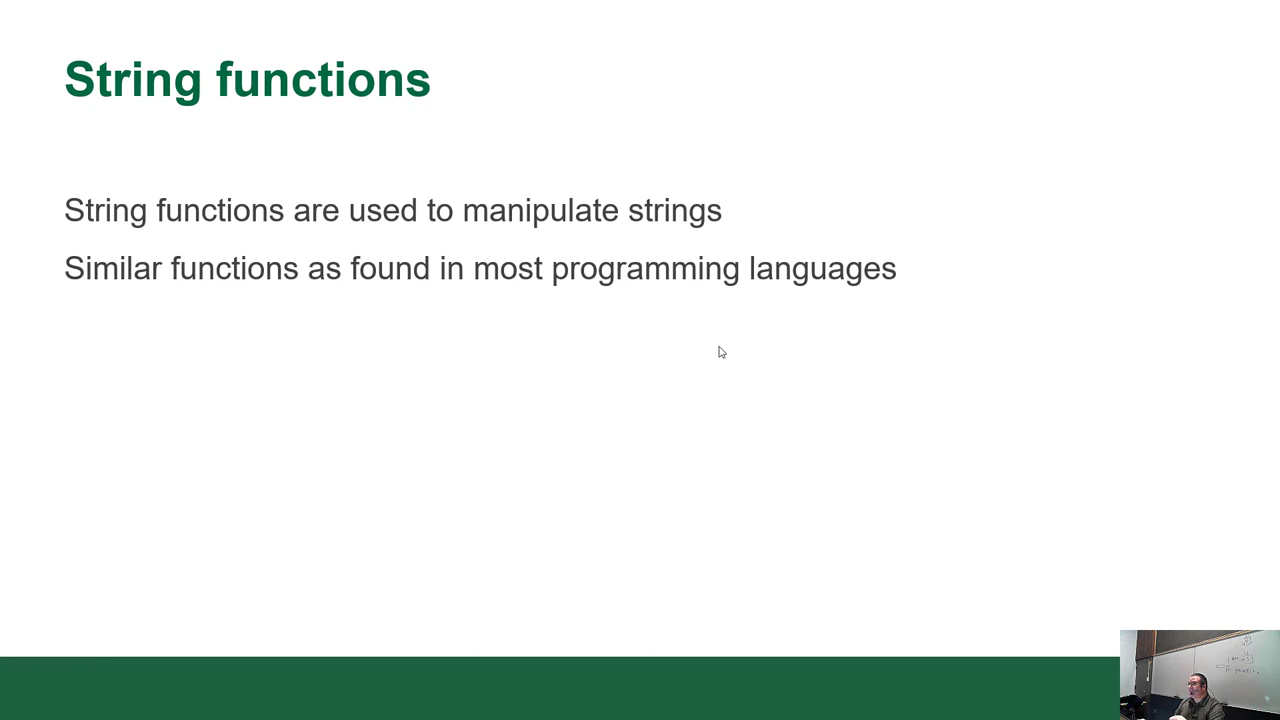 String functions
String functions are used to manipulate strings
Similar functions as found in most programming languages